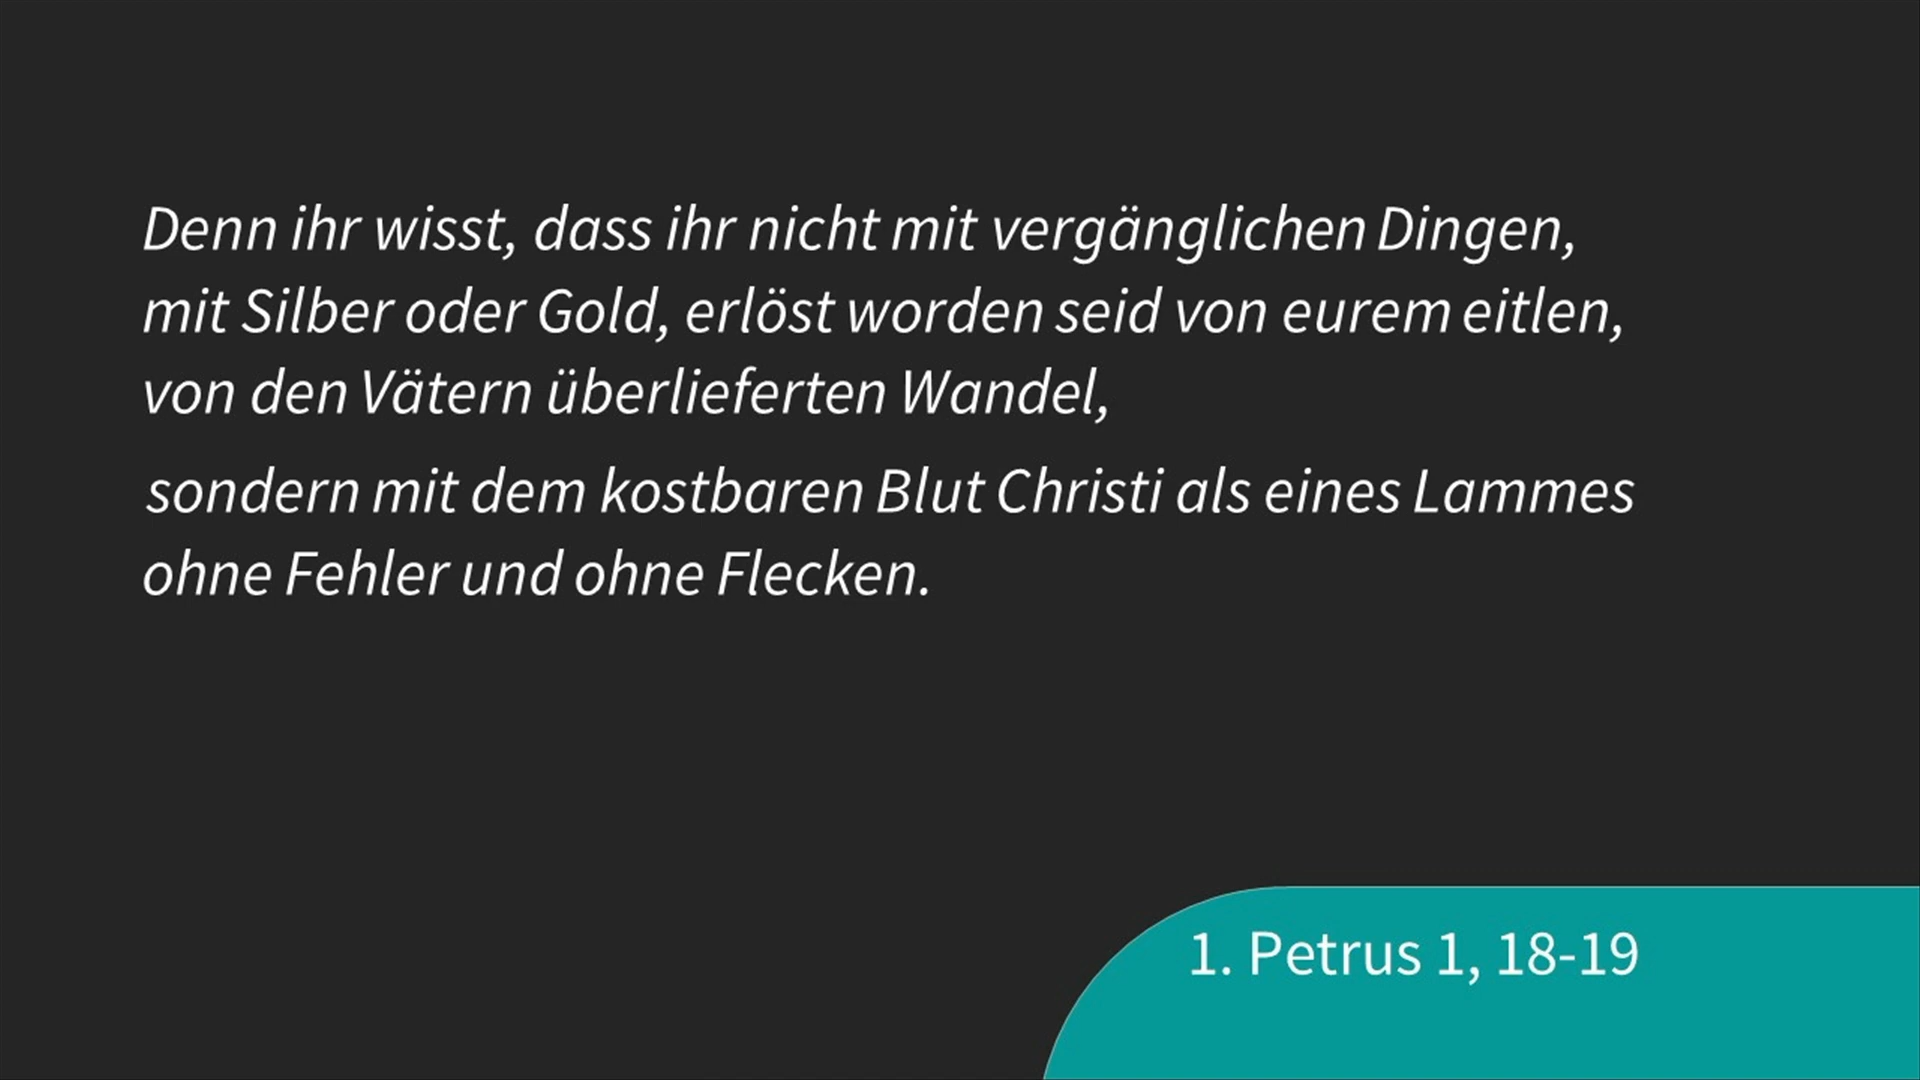 Denn ihr wisst, dass ihr nicht mit vergänglichen Dingen,
mit Silber oder Gold, erlöst worden seid von eurem eitlen,
von den Vätern überlieferten Wandel,
sondern mit dem kostbaren Blut Christi als eines Lammes
ohne Fehler und ohne Flecken.
1. Petrus 1, 18-19